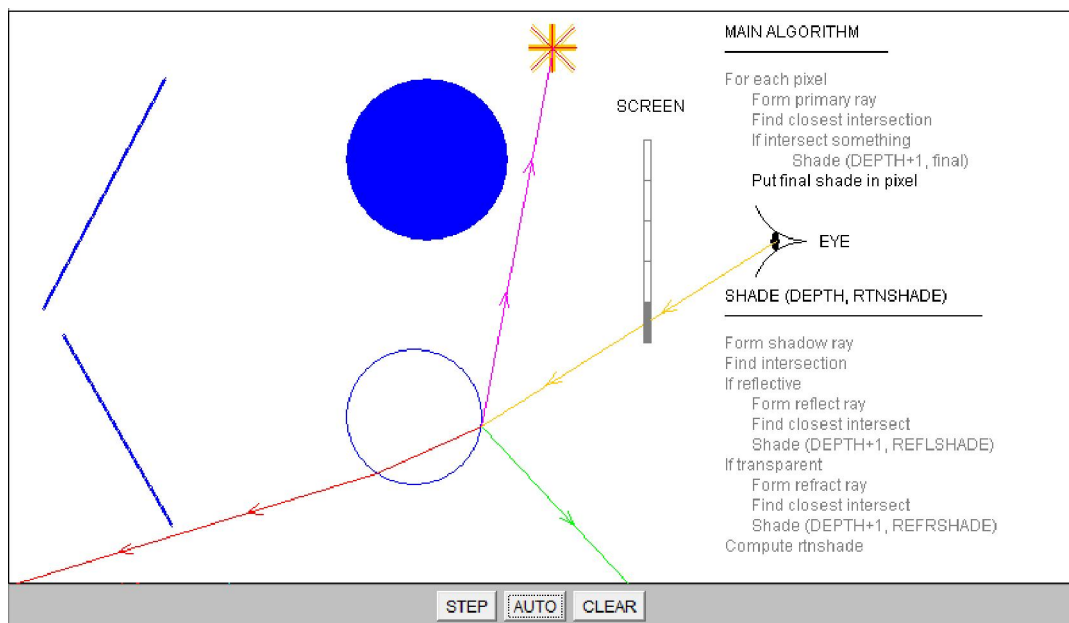 MAIN ALGORITHM
For each pixel
Form primary ray
Find closest intersection
If intersect something
Shade (DEPTH+1, final)
Put final shade in pixel
SCREEN
EYE
SHADE (DEPTH, RTNSHADE)
Form shadow ray
Find intersection
If reflective
Form reflect ray
Find closest intersect
Shade (DEPTH+1, REFLSHADE)
If transparent
Form refract ray
Find closest intersect
Shade (DEPTH+1, REFRSHADE)
Compute rtnshade
STEP AUTO CLEAR